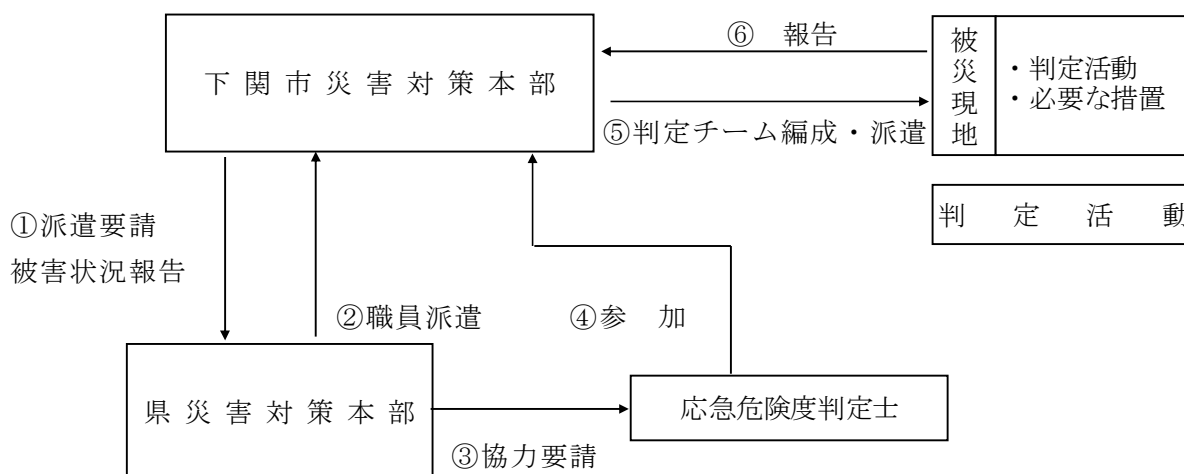 ⑥ 報告
下関市災害対策本部
被災現地
・判定活動
・必要な措置
⑤判定チーム編成・派遣
判定活動
①派遣要請
被害状況報告
②職員派遣
④参 加
県災害対策本部
応急危険度判定士
③協力要請